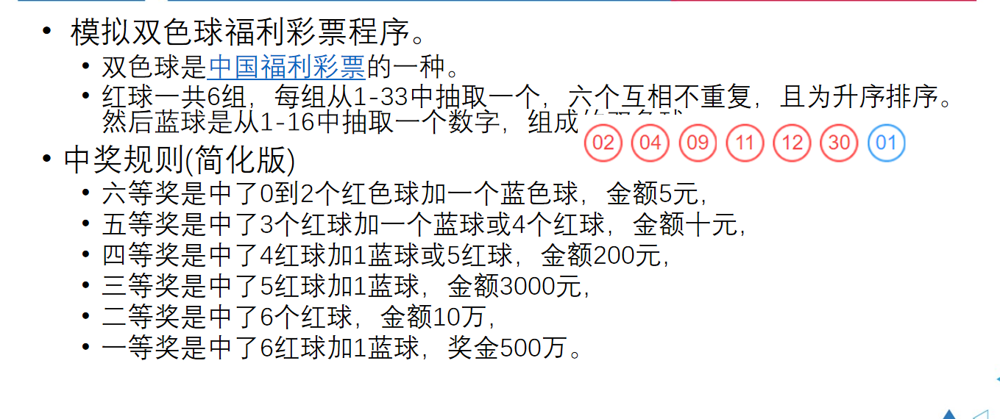 • 模拟双色球福利彩票程序。
• 双色球是中国福利彩票的一种。
• 红球一共6组，每组从1-33中抽取一个，六个互相不重复，且为升序排序。
然后蓝球是从1-16中抽取一个数字，组成
02 04 09 11 12 30 01
• 中奖规则(简化版)
• 六等奖是中了0到2个红色球加一个蓝色球，金额5元，
• 五等奖是中了3个红球加一个蓝球或4个红球，金额十元，
• 四等奖是中了4红球加1蓝球或5红球，金额200元，
• 三等奖是中了5红球加1蓝球，金额3000元，
• 二等奖是中了6个红球，金额10万，
• 一等奖是中了6红球加1蓝球，奖金500万。